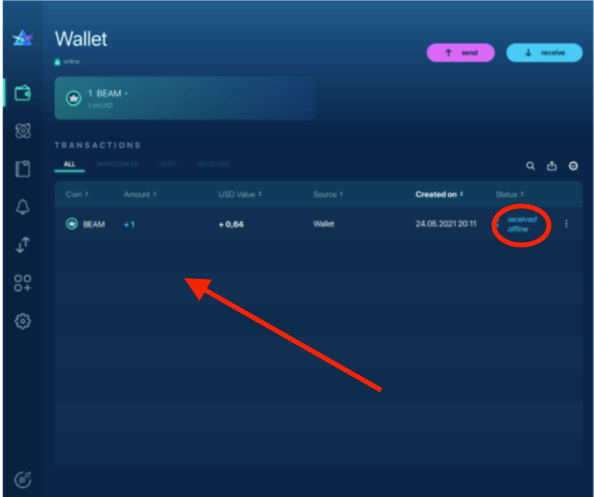 Wallet
online
send
receive
1 BEAM
0.64 USD
TRANSACTIONS
ALL IN PROGRESS SENT RECEIVED
Coin Amount USD Value Source Created on Status
BEAM +1 +0,64 Wallet 24.05.2021 20:11 received offline